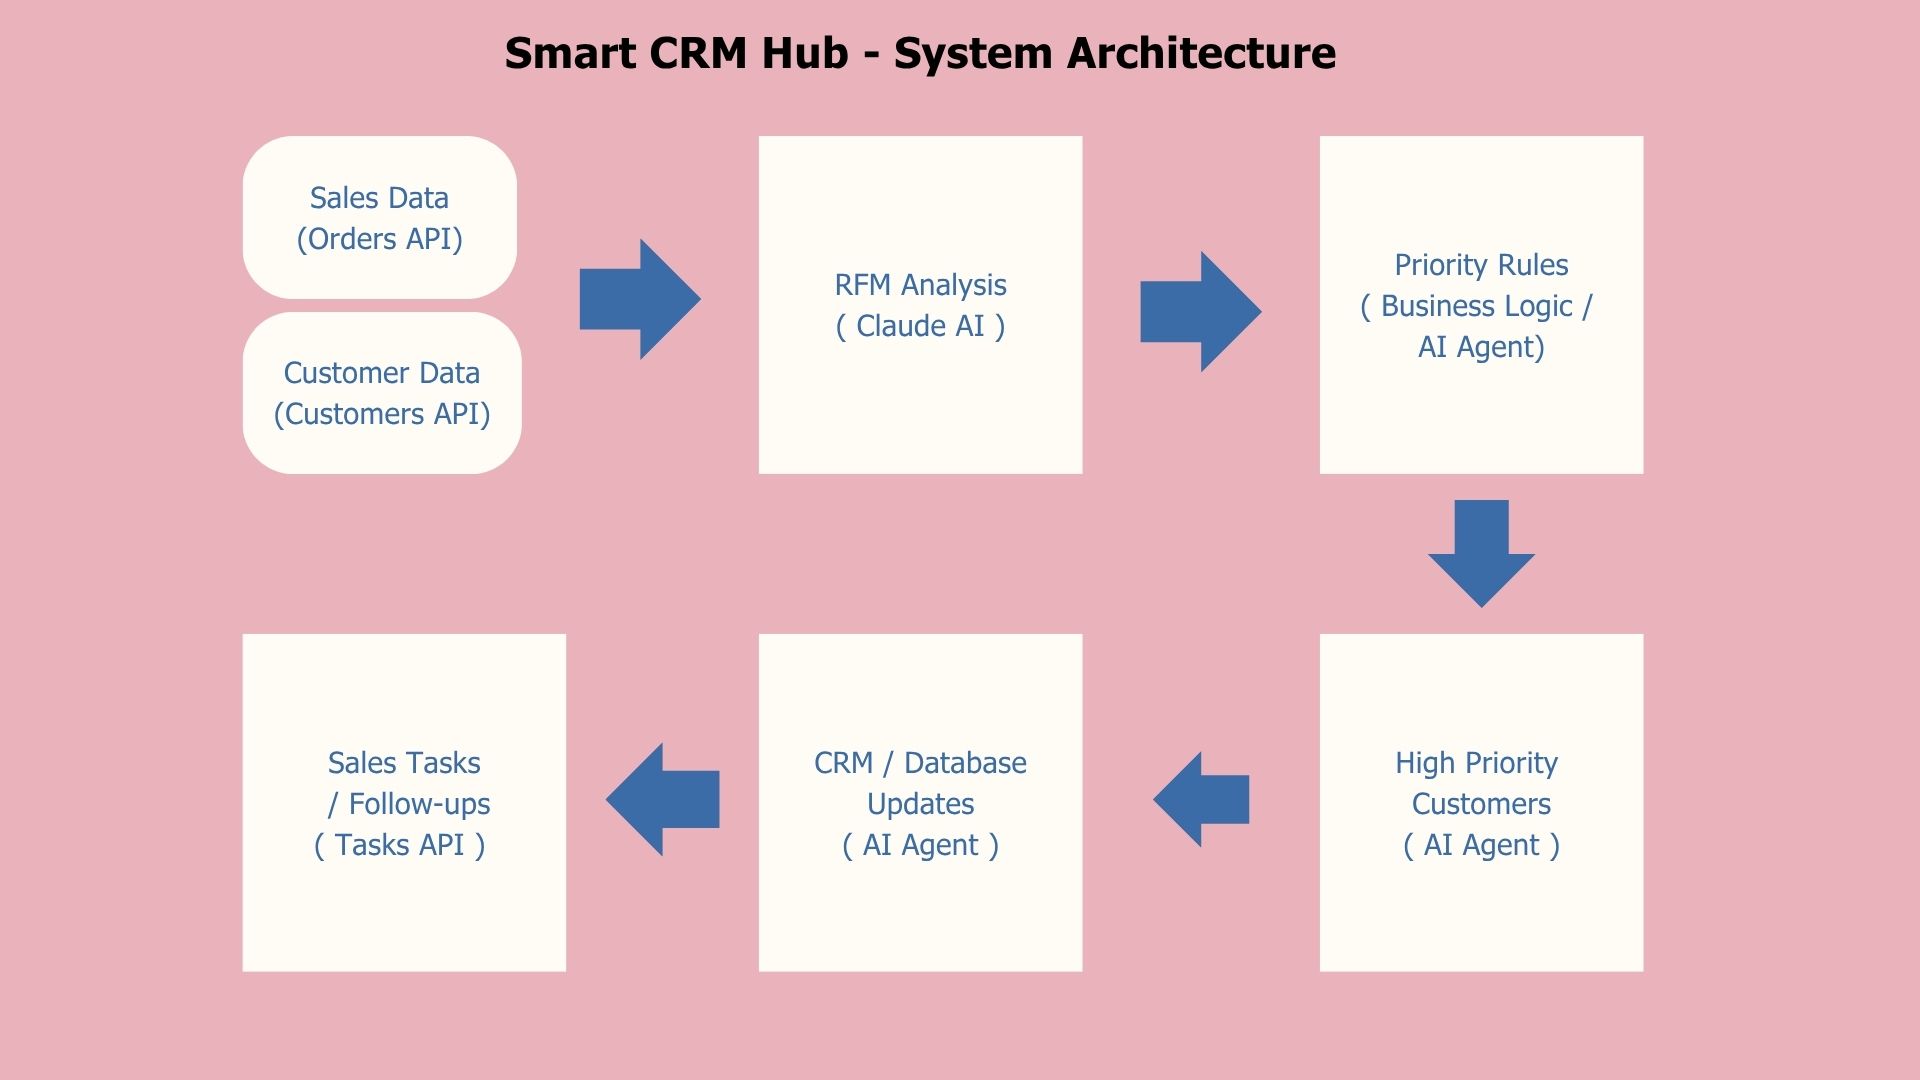 Smart CRM Hub - System Architecture
Sales Data
(Orders API)
Customer Data
(Customers API)
RFM Analysis
( Claude AI )
Priority Rules
( Business Logic /
AI Agent)
Sales Tasks
/ Follow-ups
( Tasks API )
CRM / Database
Updates
( AI Agent )
High Priority
Customers
( AI Agent )